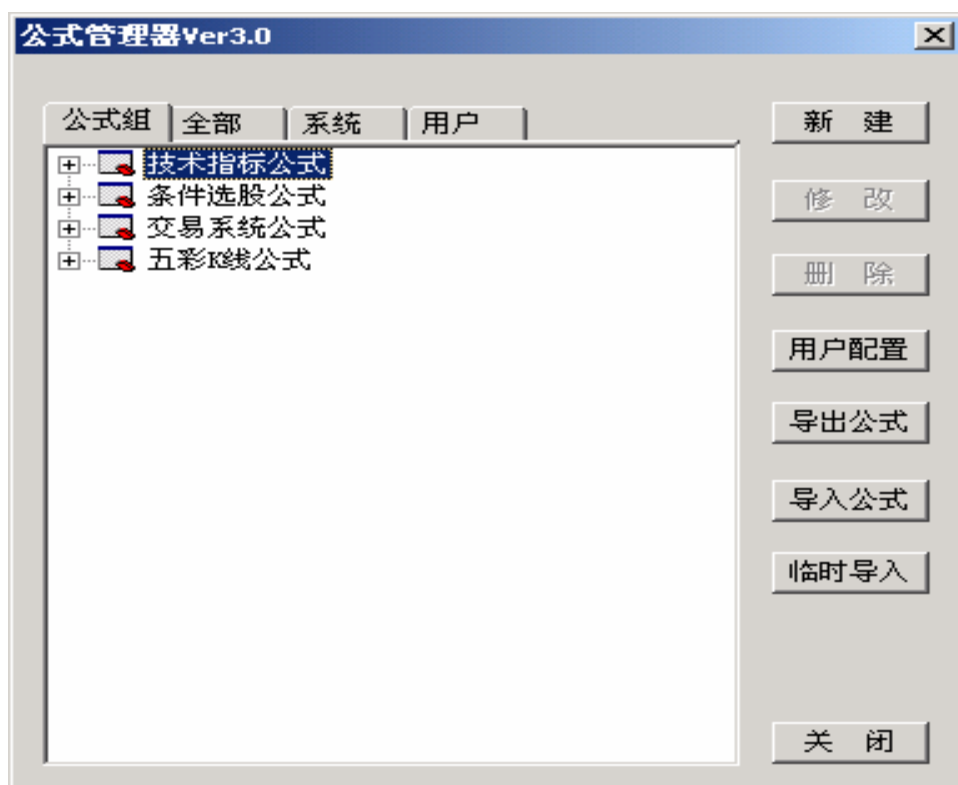 公式管理器Ver3.0
公式组 全部 系统 用户
技术指标公式
条件选股公式
交易系统公式
五彩K线公式
新 建
修 改
删 除
用户配置
导出公式
导入公式
临时导入
关 闭